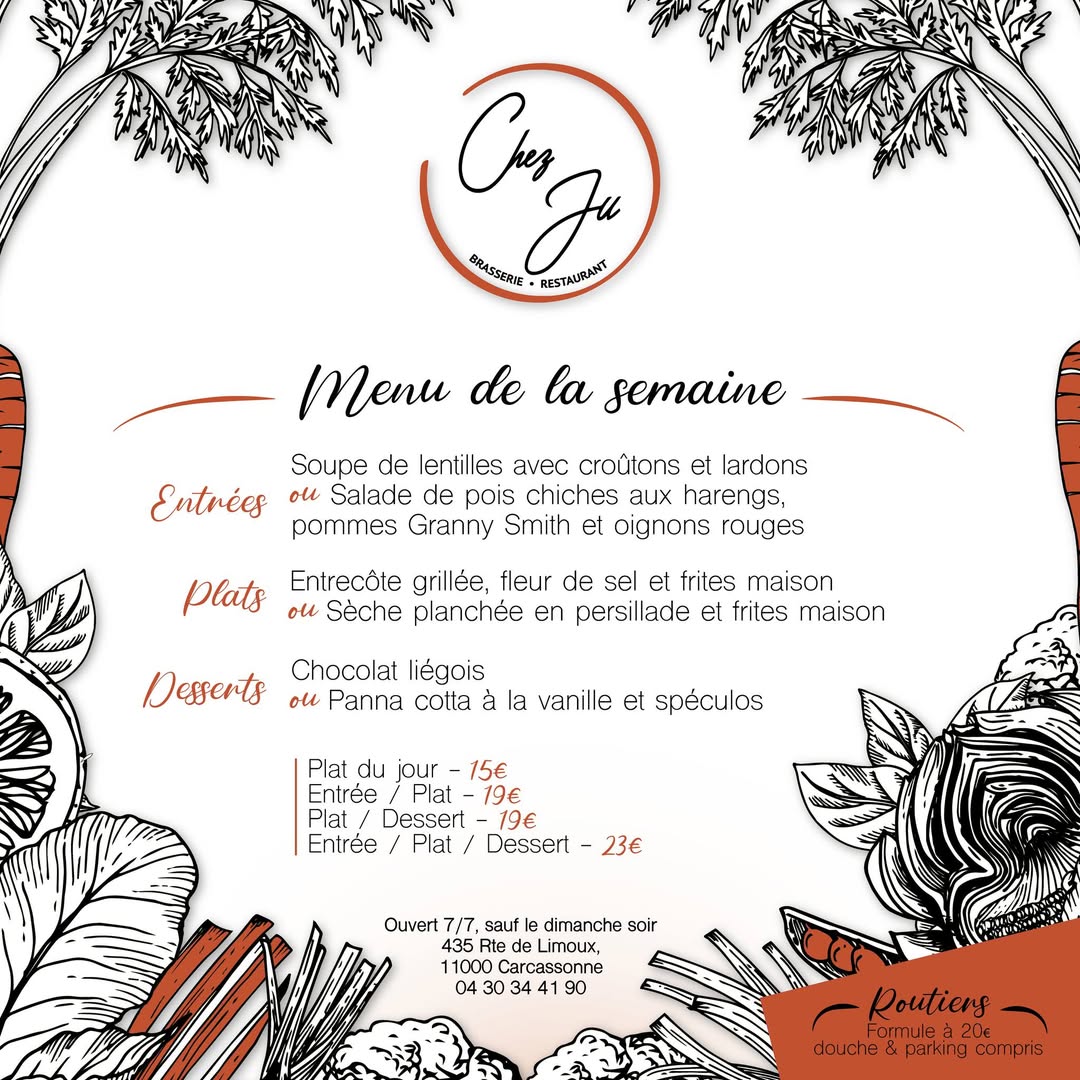 Chez
Ju
BRASSERIE • RESTAURANT
Menu de la semaine
Entrées
Soupe de lentilles avec croûtons et lardons
ou Salade de pois chiches aux harengs,
pommes Granny Smith et oignons rouges
Plats
Entrecôte grillée, fleur de sel et frites maison
ou Sèche planchée en persillade et frites maison
Desserts
Chocolat liégois
ou Panna cotta à la vanille et spéculos
Plat du jour - 15€
Entrée / Plat - 19€
Plat / Dessert - 19€
Entrée / Plat / Dessert - 23€
Ouvert 7/7, sauf le dimanche soir
435 Rte de Limoux,
11000 Carcassonne
04 30 34 41 90
Routiers
Formule à 20€
douche & parking compris